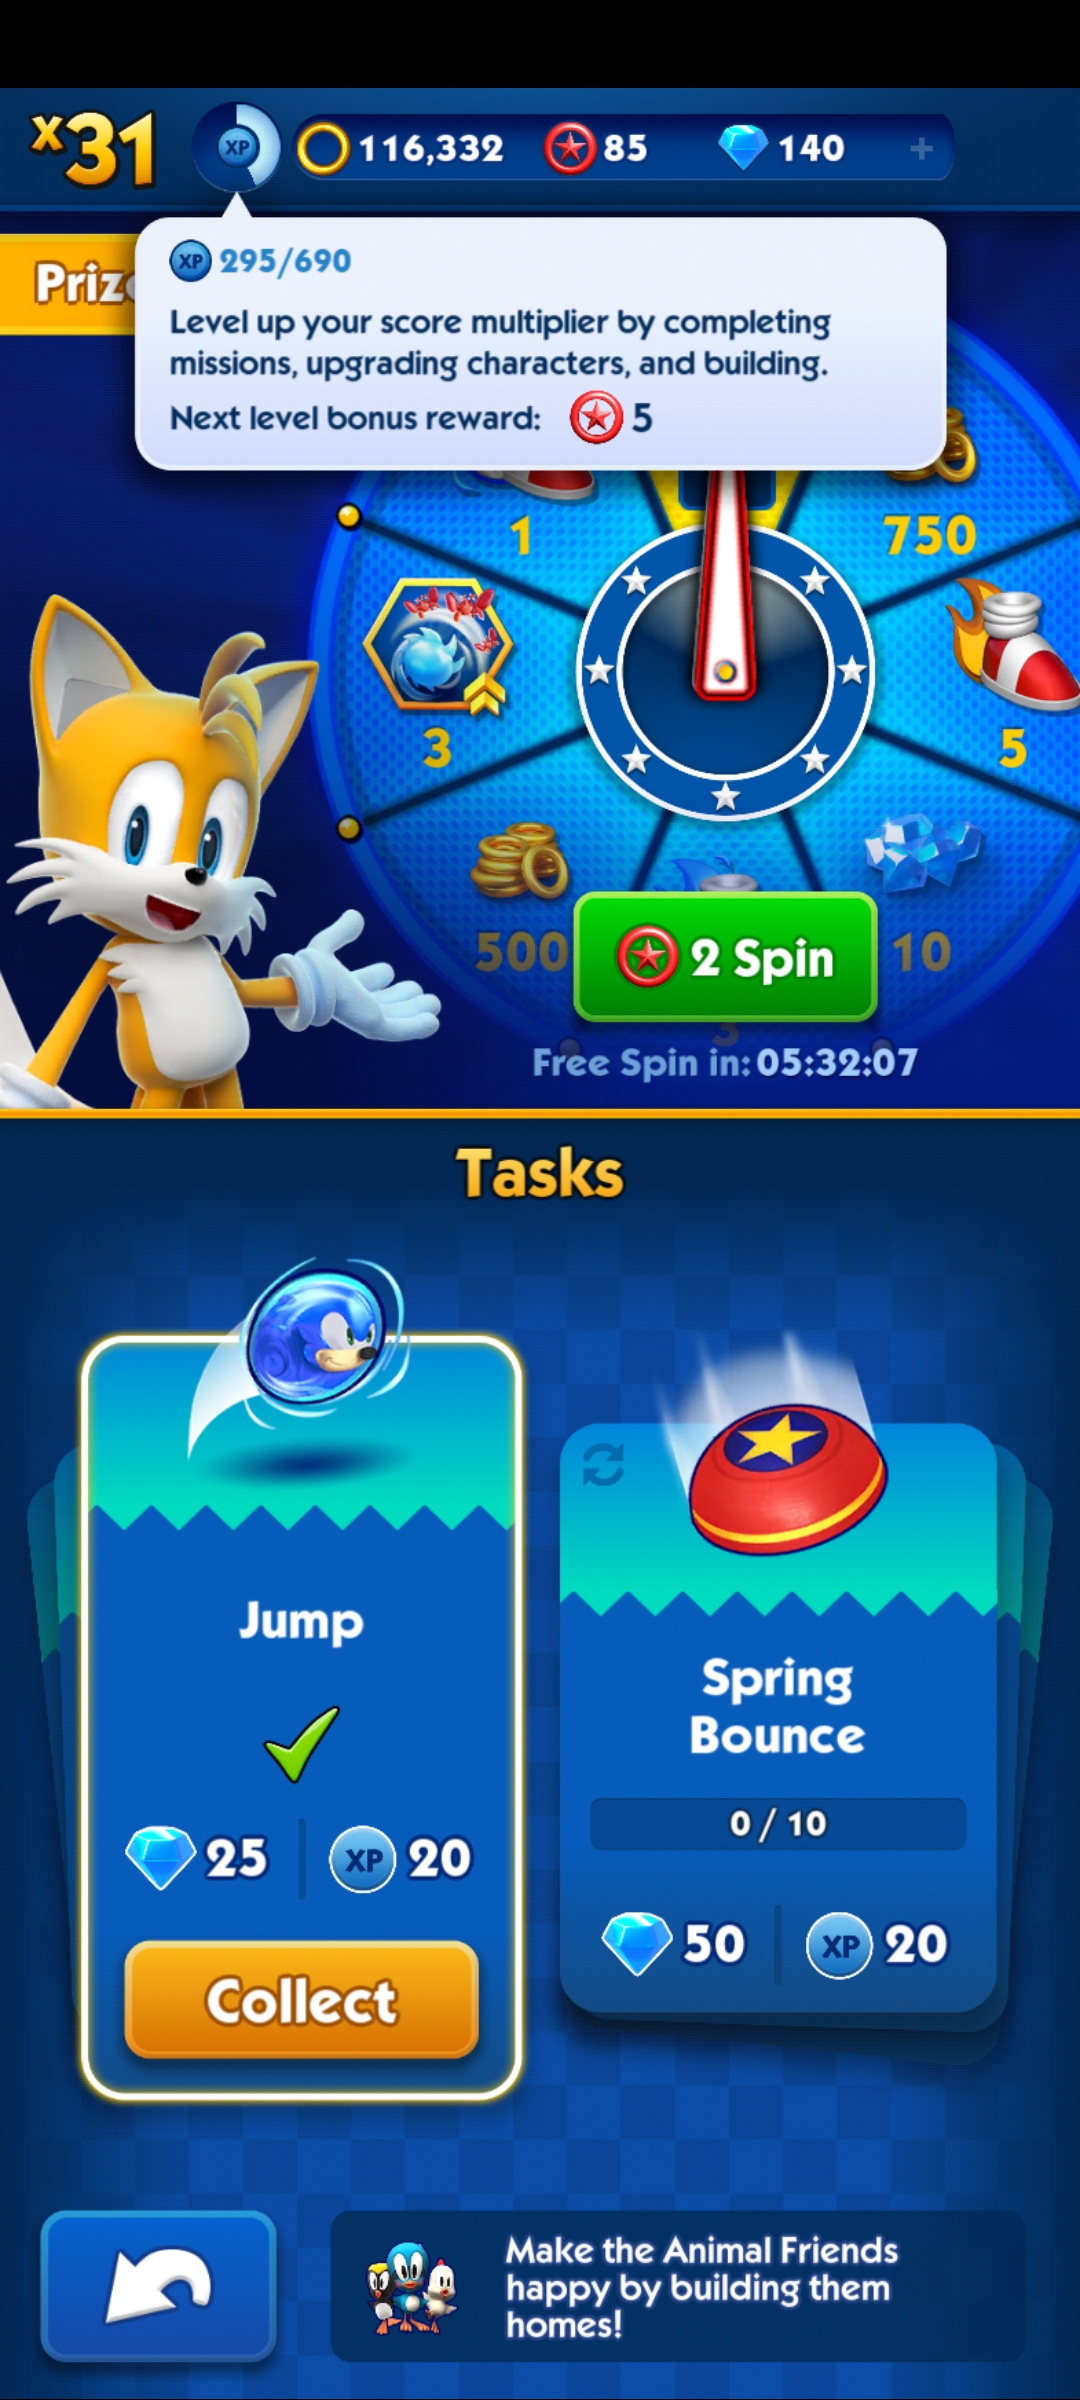 x31
XP
116,332
85
140
+
XP 295/690
Level up your score multiplier by completing
missions, upgrading characters, and building.
Next level bonus reward: 5
1
750
3
5
500
2 Spin
10
3
Free Spin in: 05:32:07
Tasks
Jump
25
XP 20
Collect
Spring
Bounce
0 / 10
50
XP 20
Make the Animal Friends
happy by building them
homes!